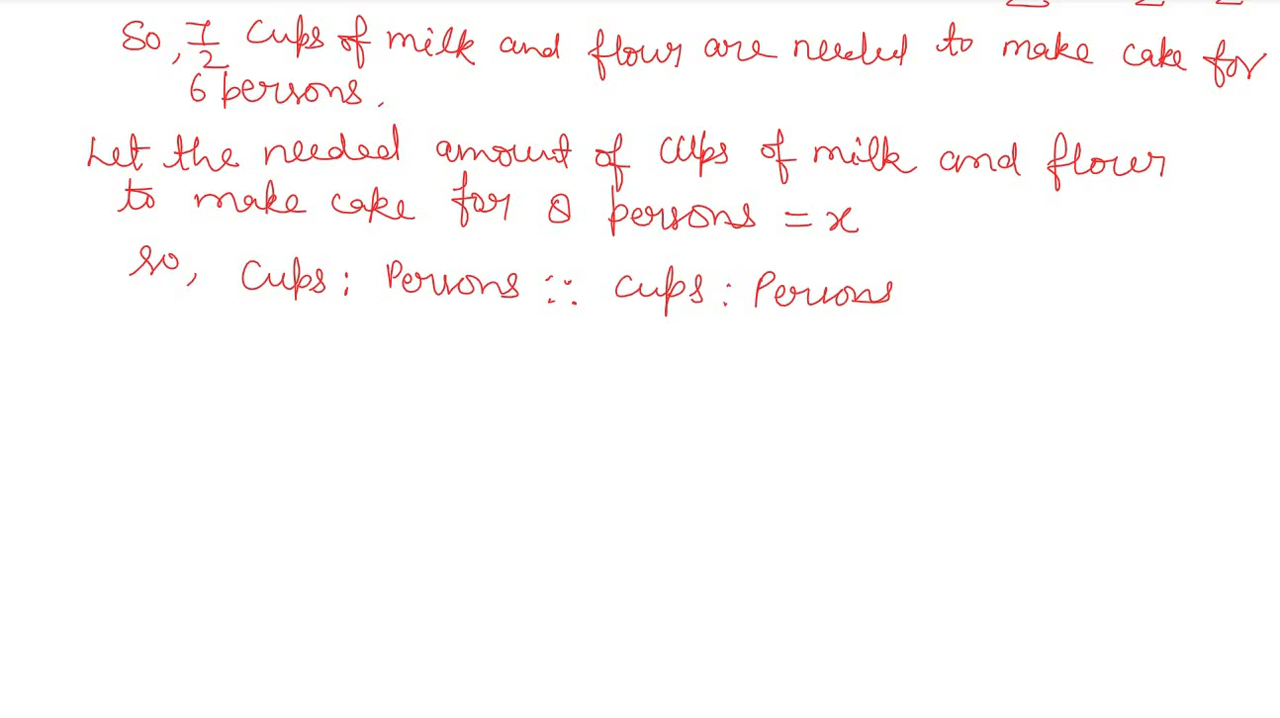 So, 7/2 Cups of milk and flour are needed to make cake for
6 persons.
Let the needed amount of cups of milk and flour
to make cake for 8 persons = x
so, Cups : Persons :: cups : Persons